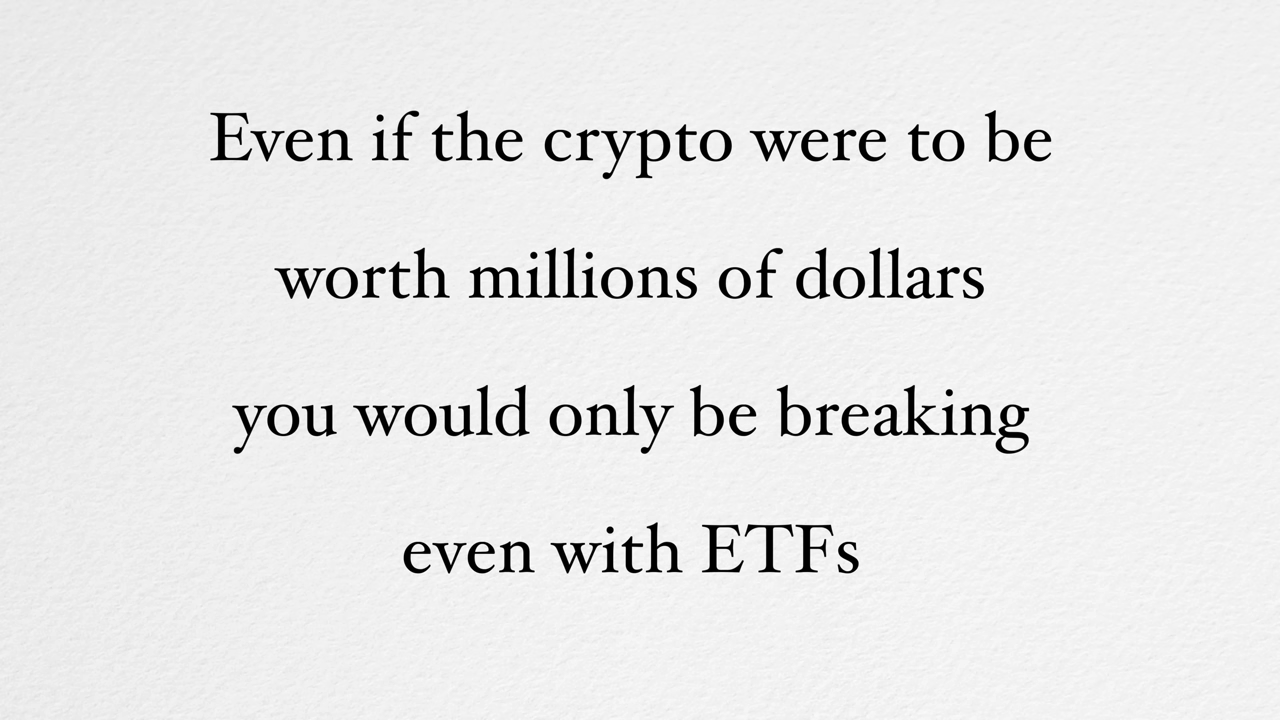 Even if the crypto were to be
worth millions of dollars
you would only be breaking
even with ETFs